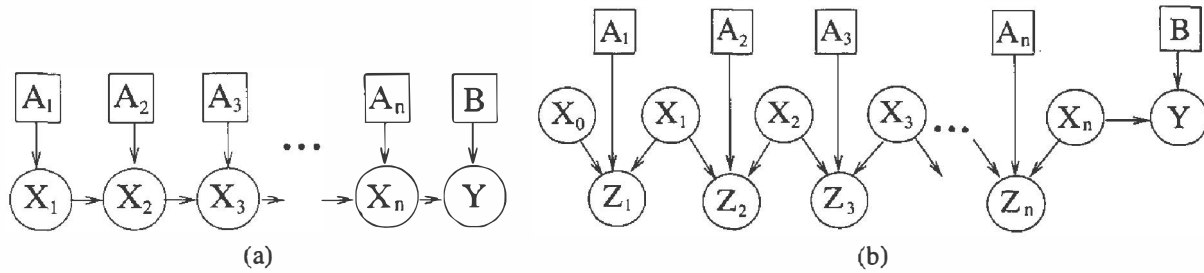 A₁ A₂ A₃ ... Aₙ B
X₁ X₂ X₃ Xₙ Y
(a)
A₁ A₂ A₃ Aₙ B
X₀ X₁ X₂ X₃ ... Xₙ Y
Z₁ Z₂ Z₃ Zₙ
(b)